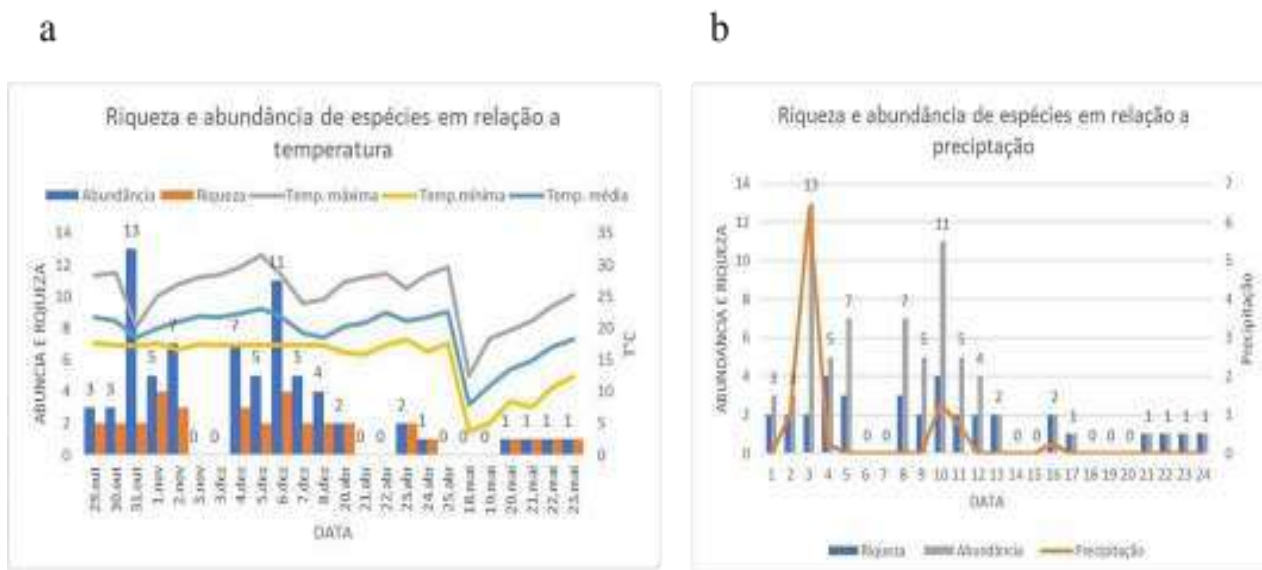 a
Riqueza e abundância de espécies em relação a
temperatura
Abundância Riqueza Temp. máxima Temp.mínima Temp. média
ABUNCIA E RIQUEZA
14
12
10
8
6
4
2
0
35
30
25
20
15
10
5
0
T°C
3 3 13 5 7 0 0 7 5 11 5 4 2 0 0 2 1 0 0 0 1 1 1 1
29.out 30.out 31.out 1.nov 2.nov 3.nov 3.dez 4.dez 5.dez 6.dez 7.dez 8.dez 20.abr 21.abr 22.abr 23.abr 24.abr 25.abr 18.mai 19.mai 20.mai 21.mai 22.mai 23.mai
DATA
b
Riqueza e abundância de espécies em relação a
preciptação
ABUNDANCIA E RIQUEZA
14
12
10
8
6
4
2
0
7
6
5
4
3
2
1
0
Precipitação
3 3 13 5 7 0 0 7 5 11 5 4 2 0 0 2 1 0 0 0 1 1 1 1
1 2 3 4 5 6 7 8 9 10 11 12 13 14 15 16 17 18 19 20 21 22 23 24
DATA
Riqueza Abundância Precipitação